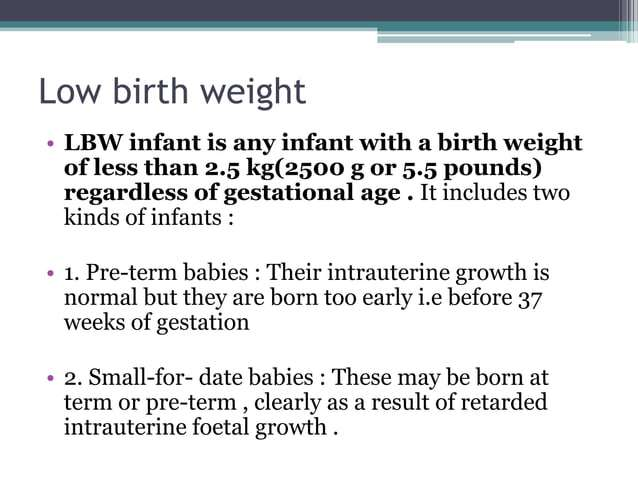 Low birth weight
• LBW infant is any infant with a birth weight
of less than 2.5 kg(2500 g or 5.5 pounds)
regardless of gestational age . It includes two
kinds of infants :
• 1. Pre-term babies : Their intrauterine growth is
normal but they are born too early i.e before 37
weeks of gestation
• 2. Small-for- date babies : These may be born at
term or pre-term , clearly as a result of retarded
intrauterine foetal growth .